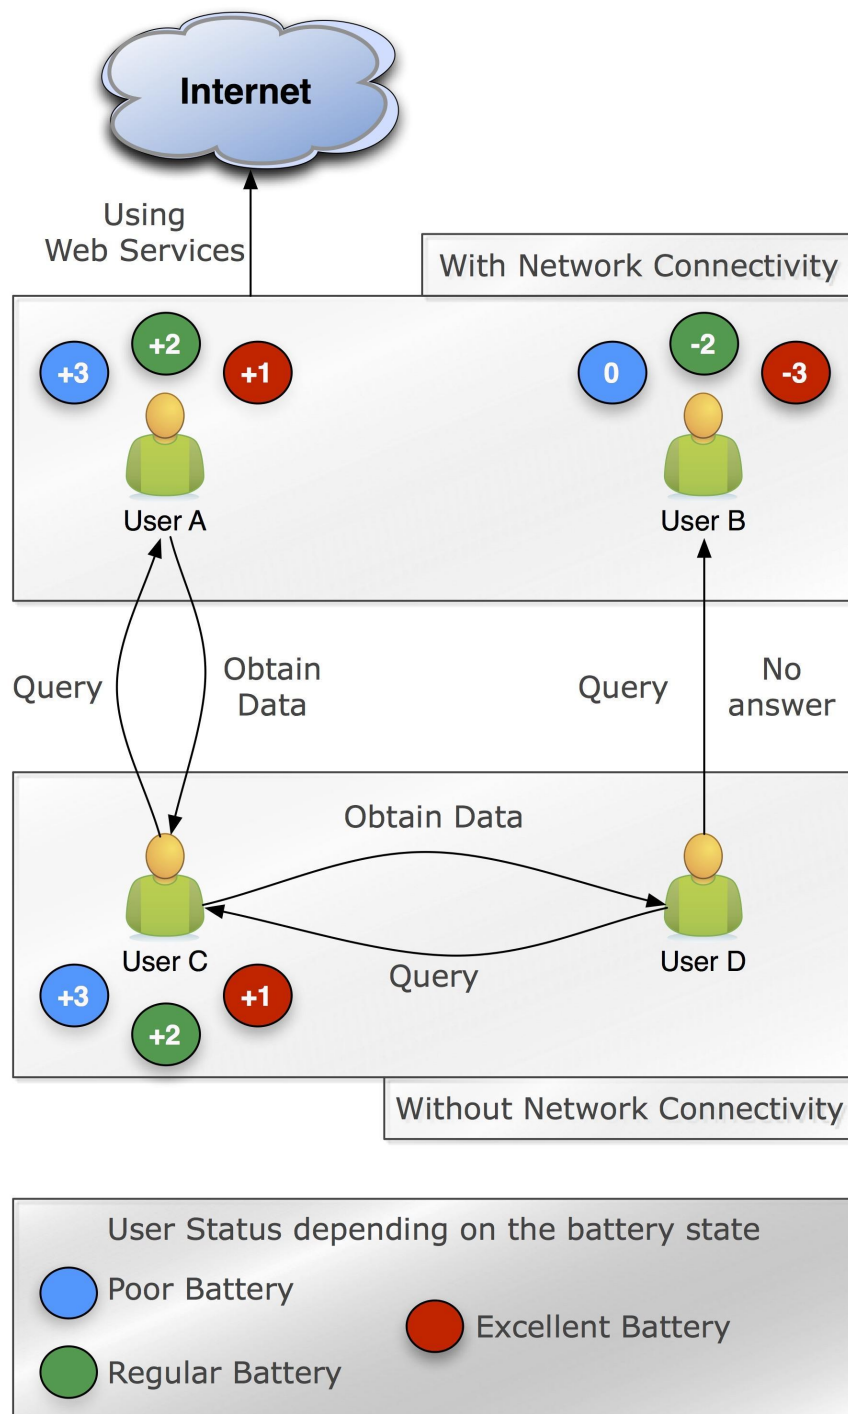 Internet
Using
Web Services
With Network Connectivity
+3
+2
+1
0
-2
-3
User A
User B
Query
Obtain
Data
Query
No
answer
Obtain Data
User C
User D
Query
+3
+2
+1
Without Network Connectivity
User Status depending on the battery state
Poor Battery
Excellent Battery
Regular Battery